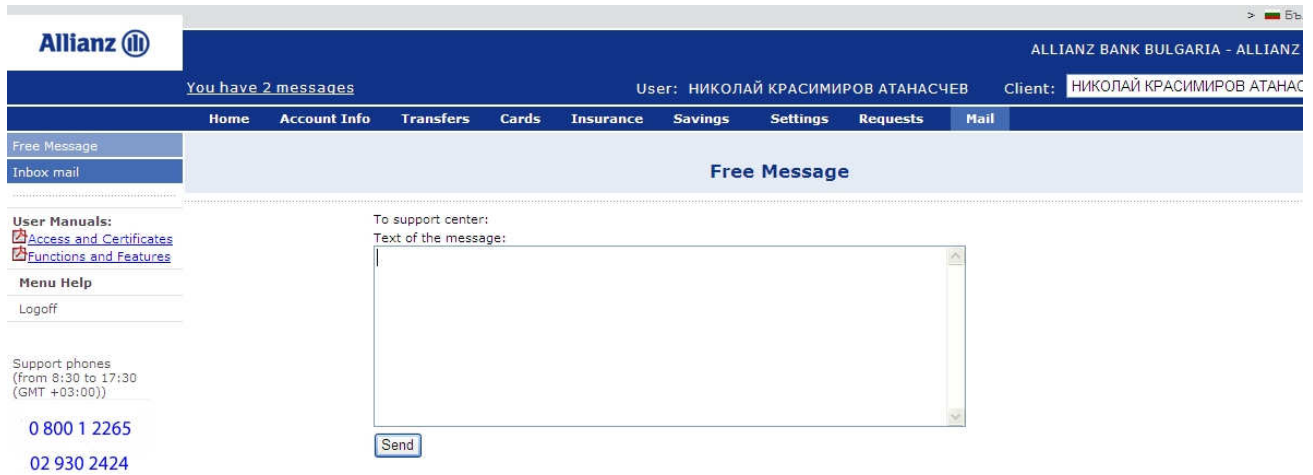 > Бъ
Allianz
ALLIANZ BANK BULGARIA - ALLIANZ
You have 2 messages
User: НИКОЛАЙ КРАСИМИРОВ АТАНАСЧЕВ
Client: НИКОЛАЙ КРАСИМИРОВ АТАНАС
Home Account Info Transfers Cards Insurance Savings Settings Requests Mail
Free Message
Inbox mail
Free Message
User Manuals:
Access and Certificates
Functions and Features
Menu Help
Logoff
Support phones
(from 8:30 to 17:30
(GMT +03:00))
0 800 1 2265
02 930 2424
To support center:
Text of the message:
Send